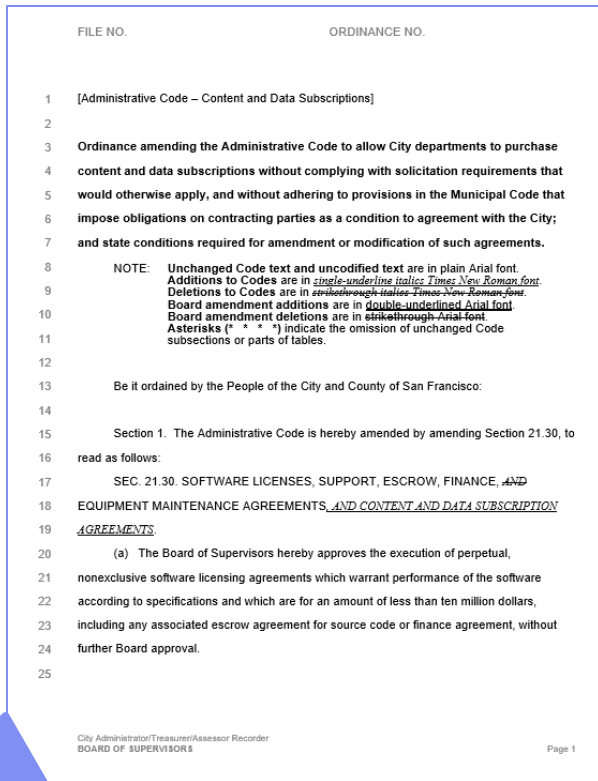 FILE NO. ORDINANCE NO.
1 [Administrative Code – Content and Data Subscriptions]
2
3 Ordinance amending the Administrative Code to allow City departments to purchase
4 content and data subscriptions without complying with solicitation requirements that
5 would otherwise apply, and without adhering to provisions in the Municipal Code that
6 impose obligations on contracting parties as a condition to agreement with the City;
7 and state conditions required for amendment or modification of such agreements.
8 NOTE: Unchanged Code text and uncodified text are in plain Arial font.
Additions to Codes are in single-underline italics Times New Roman font.
9 Deletions to Codes are in strikethrough italics Times New Roman font.
Board amendment additions are in double-underlined Arial font.
10 Board amendment deletions are in strikethrough Arial font.
Asterisks (* * * *) indicate the omission of unchanged Code
11 subsections or parts of tables.
12
13 Be it ordained by the People of the City and County of San Francisco:
14
15 Section 1. The Administrative Code is hereby amended by amending Section 21.30, to
16 read as follows:
17 SEC. 21.30. SOFTWARE LICENSES, SUPPORT, ESCROW, FINANCE, AND
18 EQUIPMENT MAINTENANCE AGREEMENTS, AND CONTENT AND DATA SUBSCRIPTION
19 AGREEMENTS.
20 (a) The Board of Supervisors hereby approves the execution of perpetual,
21 nonexclusive software licensing agreements which warrant performance of the software
22 according to specifications and which are for an amount of less than ten million dollars,
23 including any associated escrow agreement for source code or finance agreement, without
24 further Board approval.
25
City Administrator/Treasurer/Assessor Recorder
BOARD OF SUPERVISORS Page 1